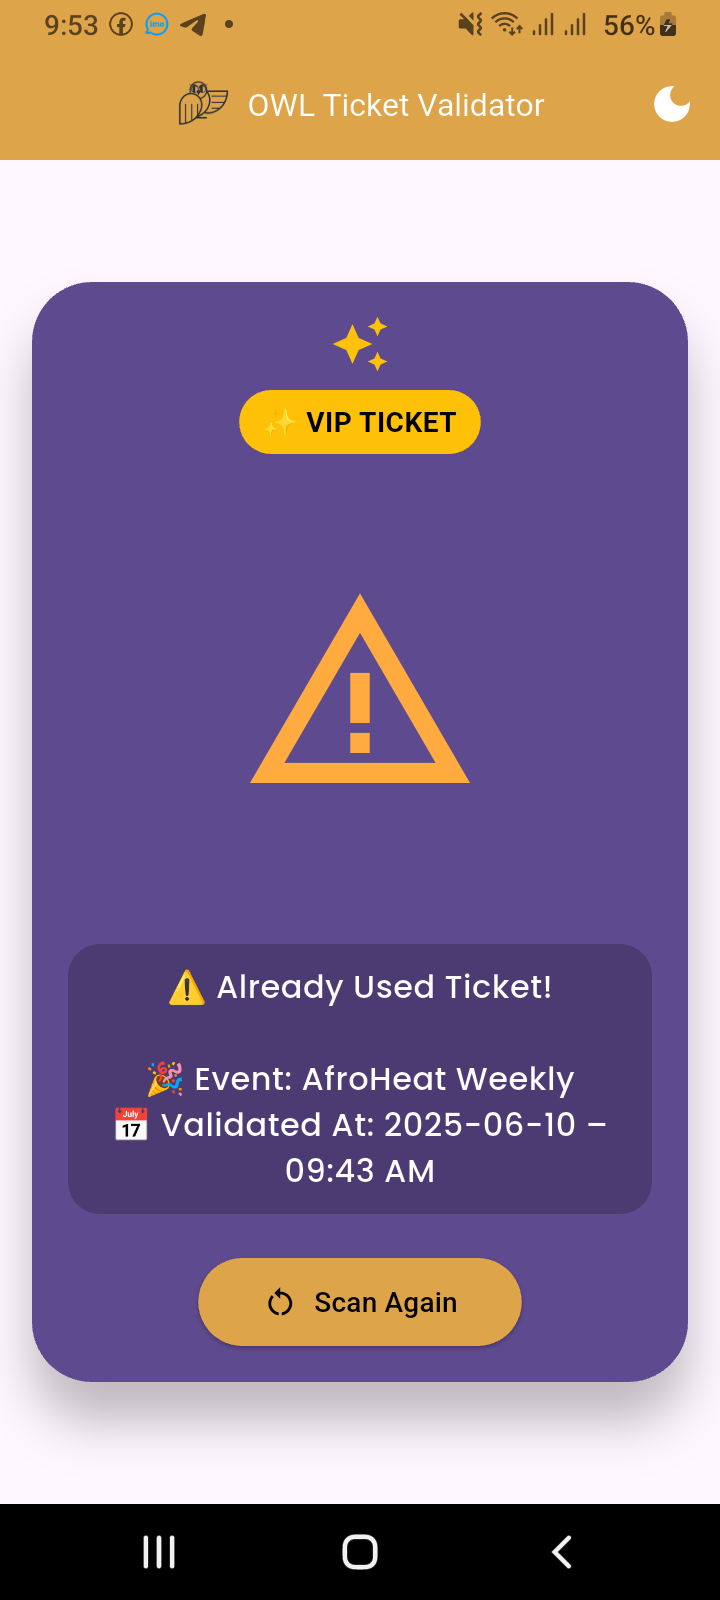 9:53
imo
56%
OWL Ticket Validator
✨ VIP TICKET
⚠️ Already Used Ticket!
🎉 Event: AfroHeat Weekly
📅 Validated At: 2025-06-10 –
09:43 AM
Scan Again